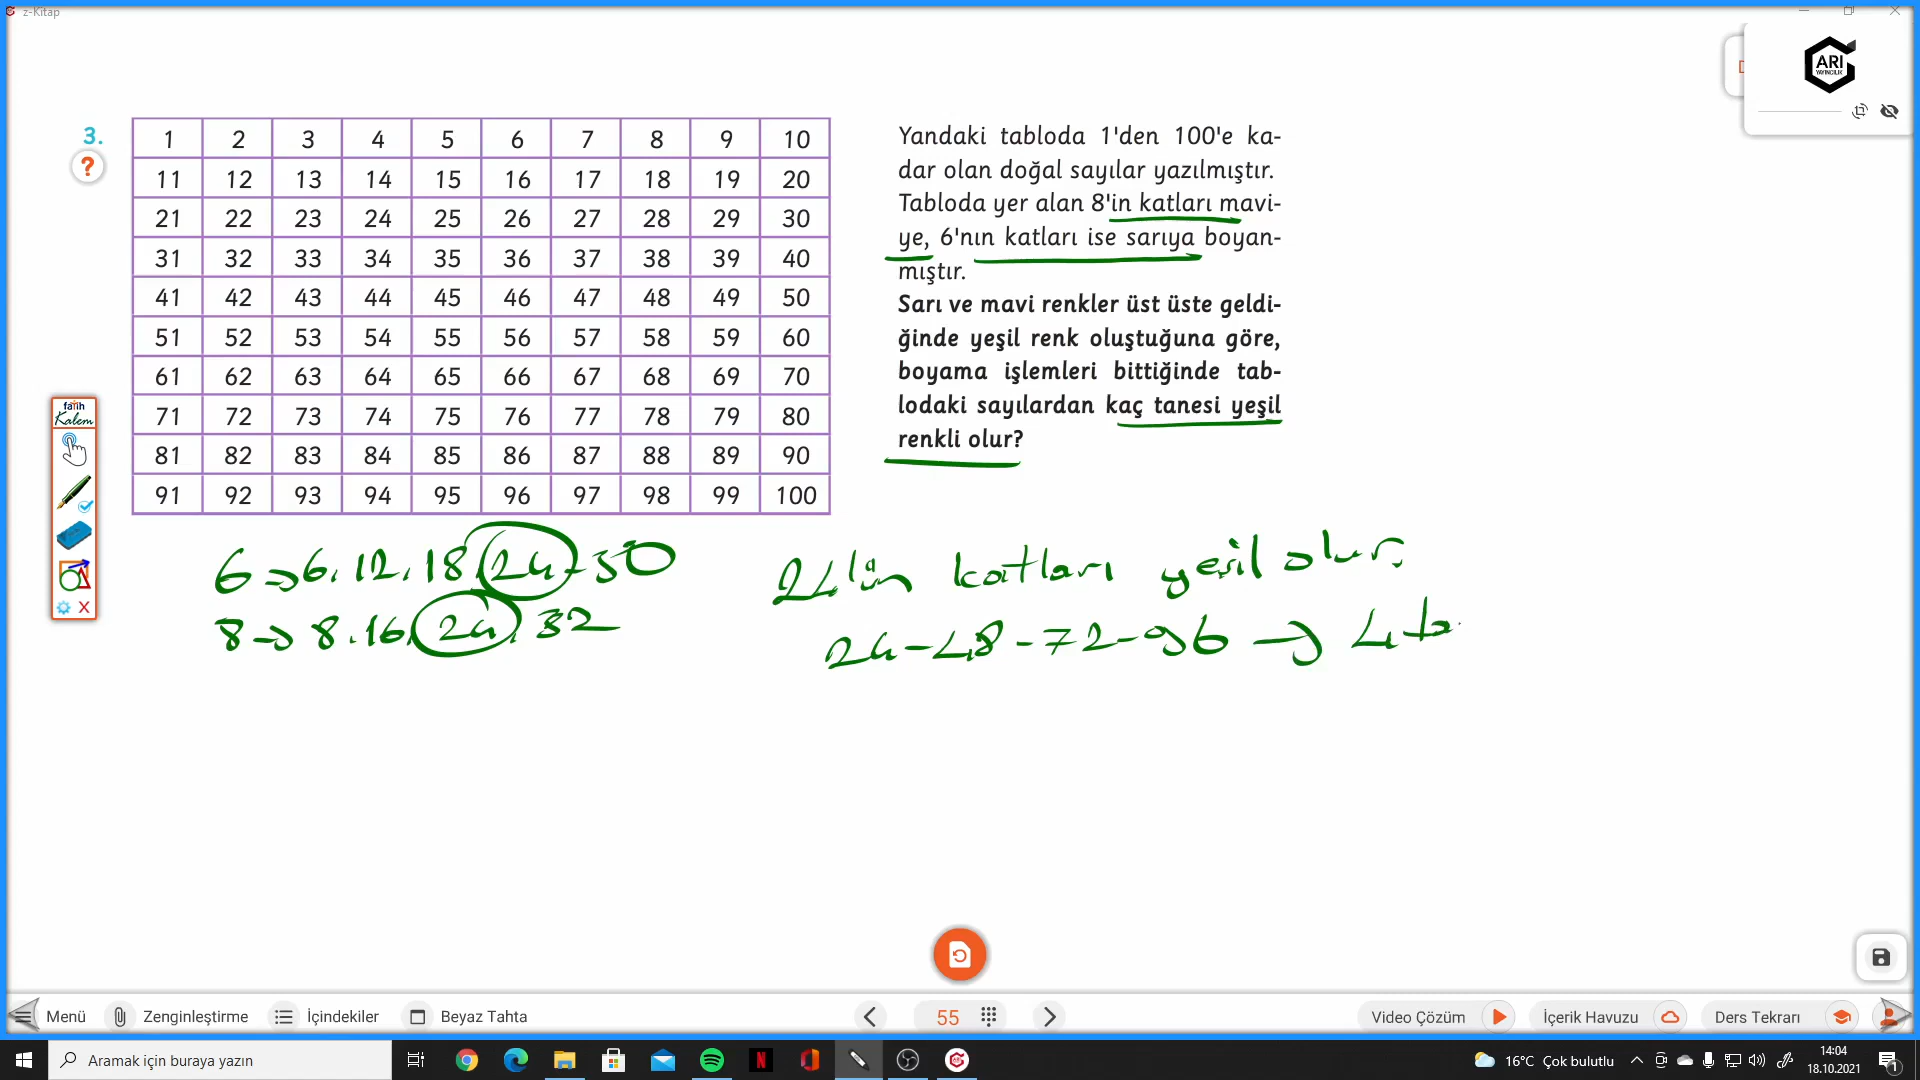 z-Kitap
ARI
YAYINCILIK
3.
?
1 2 3 4 5 6 7 8 9 10
11 12 13 14 15 16 17 18 19 20
21 22 23 24 25 26 27 28 29 30
31 32 33 34 35 36 37 38 39 40
41 42 43 44 45 46 47 48 49 50
51 52 53 54 55 56 57 58 59 60
61 62 63 64 65 66 67 68 69 70
71 72 73 74 75 76 77 78 79 80
81 82 83 84 85 86 87 88 89 90
91 92 93 94 95 96 97 98 99 100
Yandaki tabloda 1'den 100'e ka-
dar olan doğal sayılar yazılmıştır.
Tabloda yer alan 8'in katları mavi-
ye, 6'nın katları ise sarıya boyan-
mıştır.
Sarı ve mavi renkler üst üste geldi-
ğinde yeşil renk oluştuğuna göre,
boyama işlemleri bittiğinde tab-
lodaki sayılardan kaç tanesi yeşil
renkli olur?
fatih
Kalem
6→6.12.18.24-30
8→8.16.24.32
24'ün katları yeşil olur.
24-48-72-96→4 ta
Menü Zenginleştirme İçindekiler Beyaz Tahta 55 Video Çözüm İçerik Havuzu Ders Tekrarı
Aramak için buraya yazın
16°C Çok bulutlu
14:04
18.10.2021
1